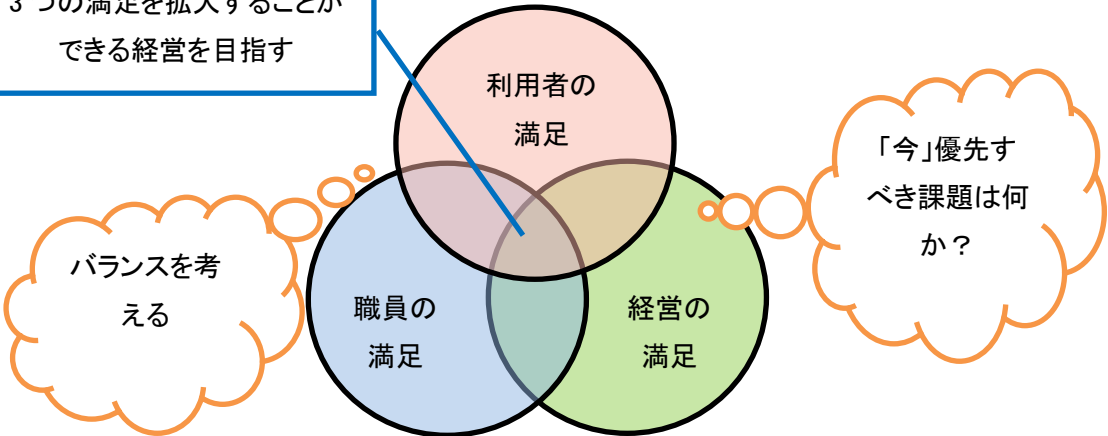 3 つの満足を拡大することが
できる経営を目指す
利用者の
満足
「今」優先す
べき課題は何
か？
バランスを考
える
職員の
満足
経営の
満足